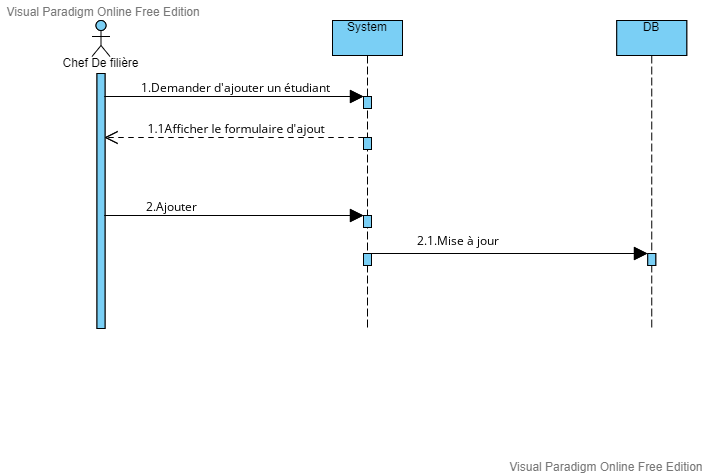 Visual Paradigm Online Free Edition
System
DB
Chef De filière
1.Demander d'ajouter un étudiant
1.1Afficher le formulaire d'ajout
2.Ajouter
2.1.Mise à jour
Visual Paradigm Online Free Edition